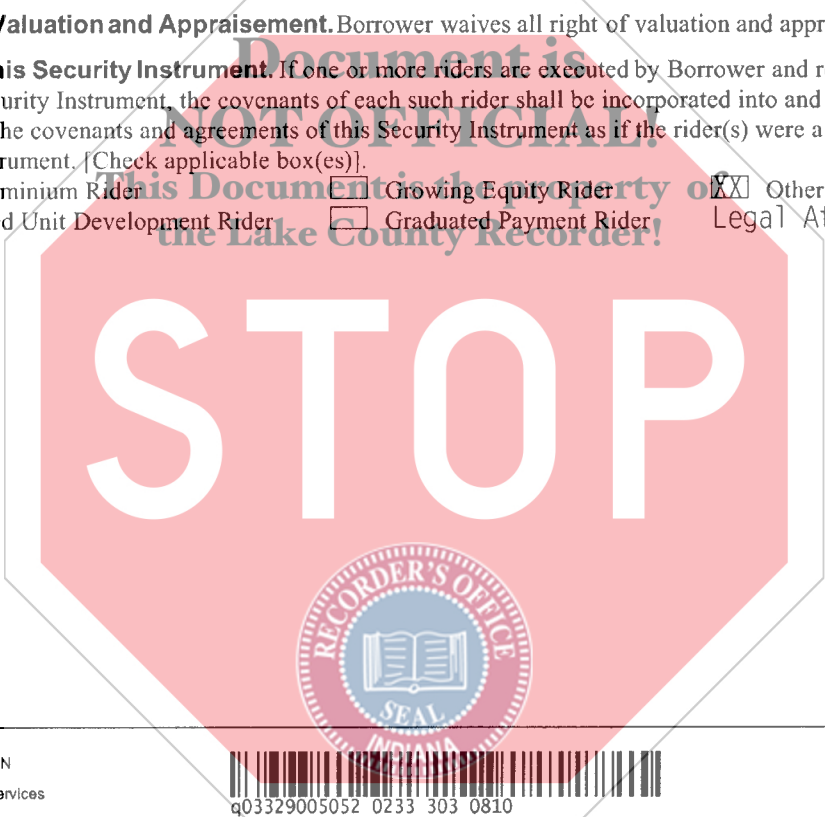 aluation and Appraisement. Borrower waives all right of valuation and appr
is Security Instrument. If one or more riders are executed by Borrower and r
urity Instrument, the covenants of each such rider shall be incorporated into and
he covenants and agreements of this Security Instrument as if the rider(s) were a
rument. [Check applicable box(es)].
minium Rider Growing Equity Rider XX Other
d Unit Development Rider Graduated Payment Rider Legal At
Document is
NOT OFFICIAL!
This Document is the property of
the Lake County Recorder!
STOP
RECORDER'S OFFICE
SEAL
INDIANA
N
ervices
q03329005052 0233 303 0810